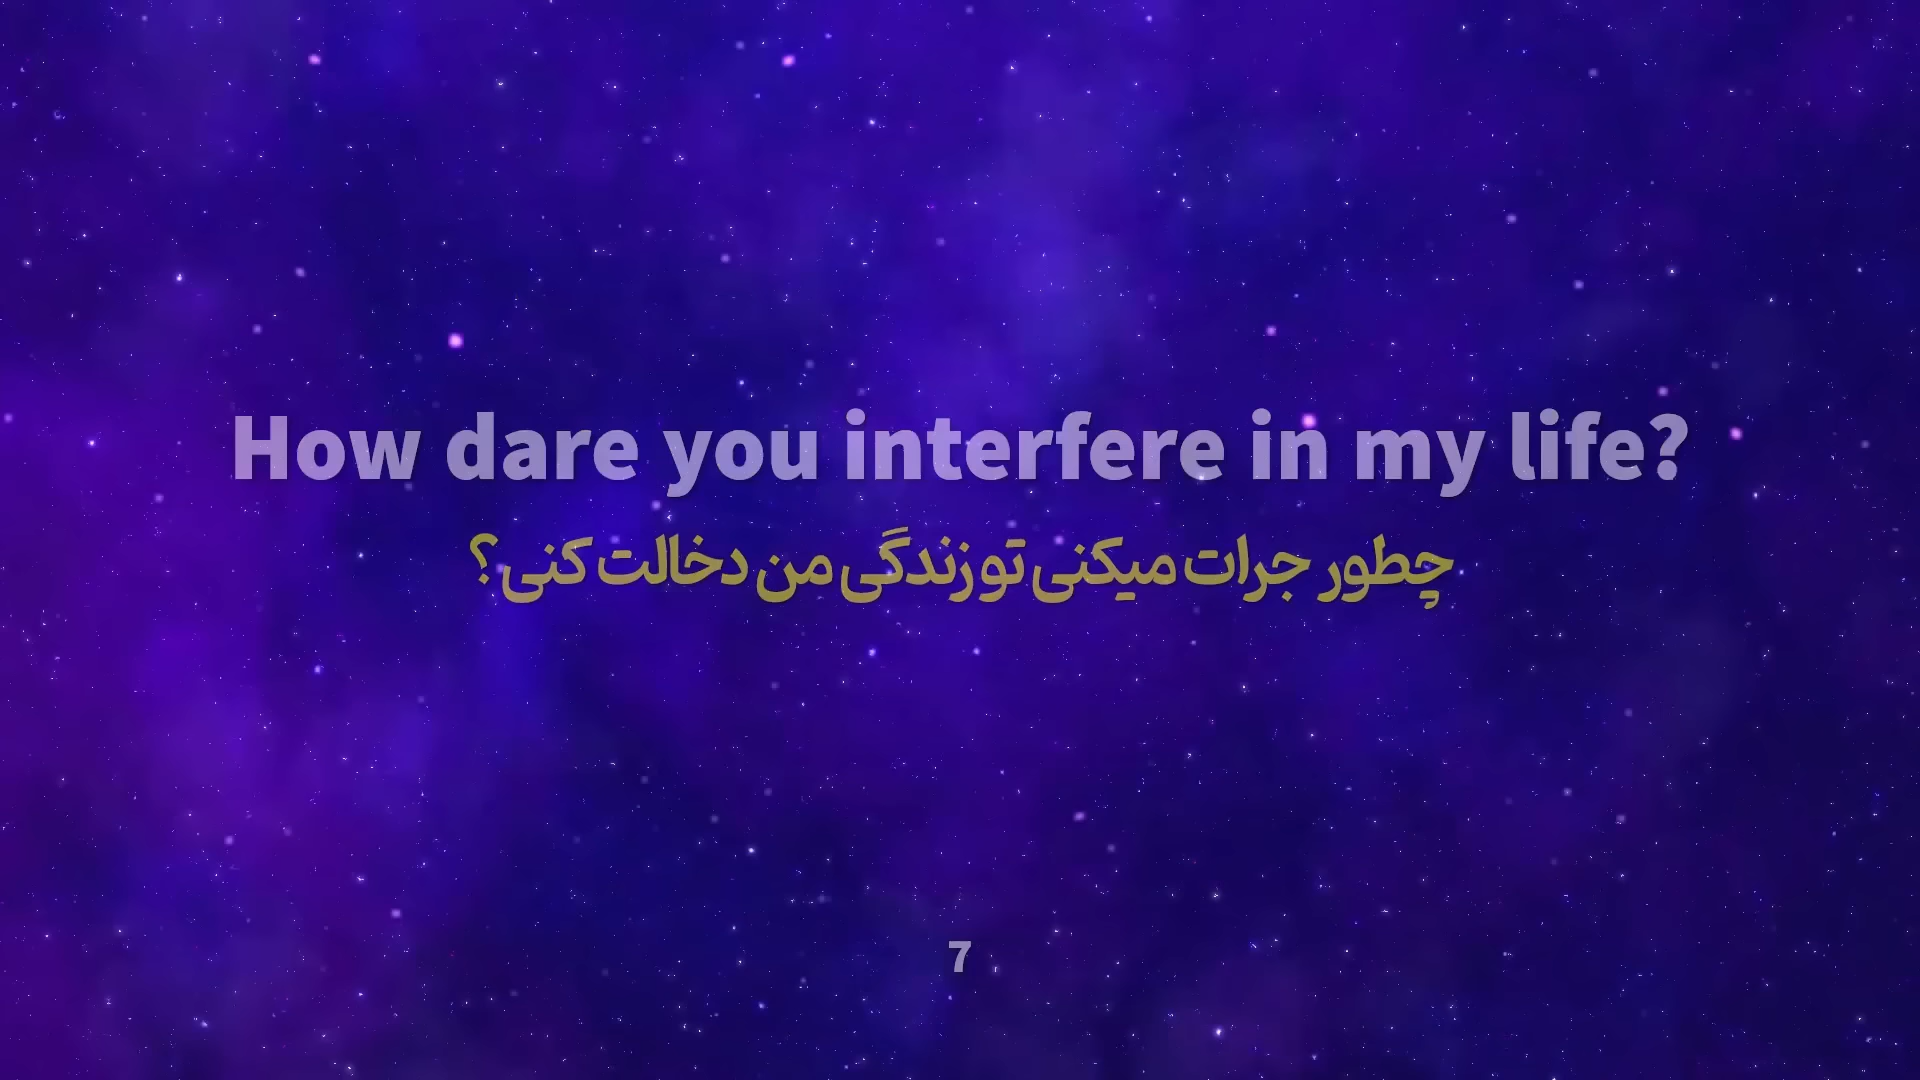 How dare you interfere in my life?
چطور جرات میکنی تو زندگی من دخالت کنی؟
7